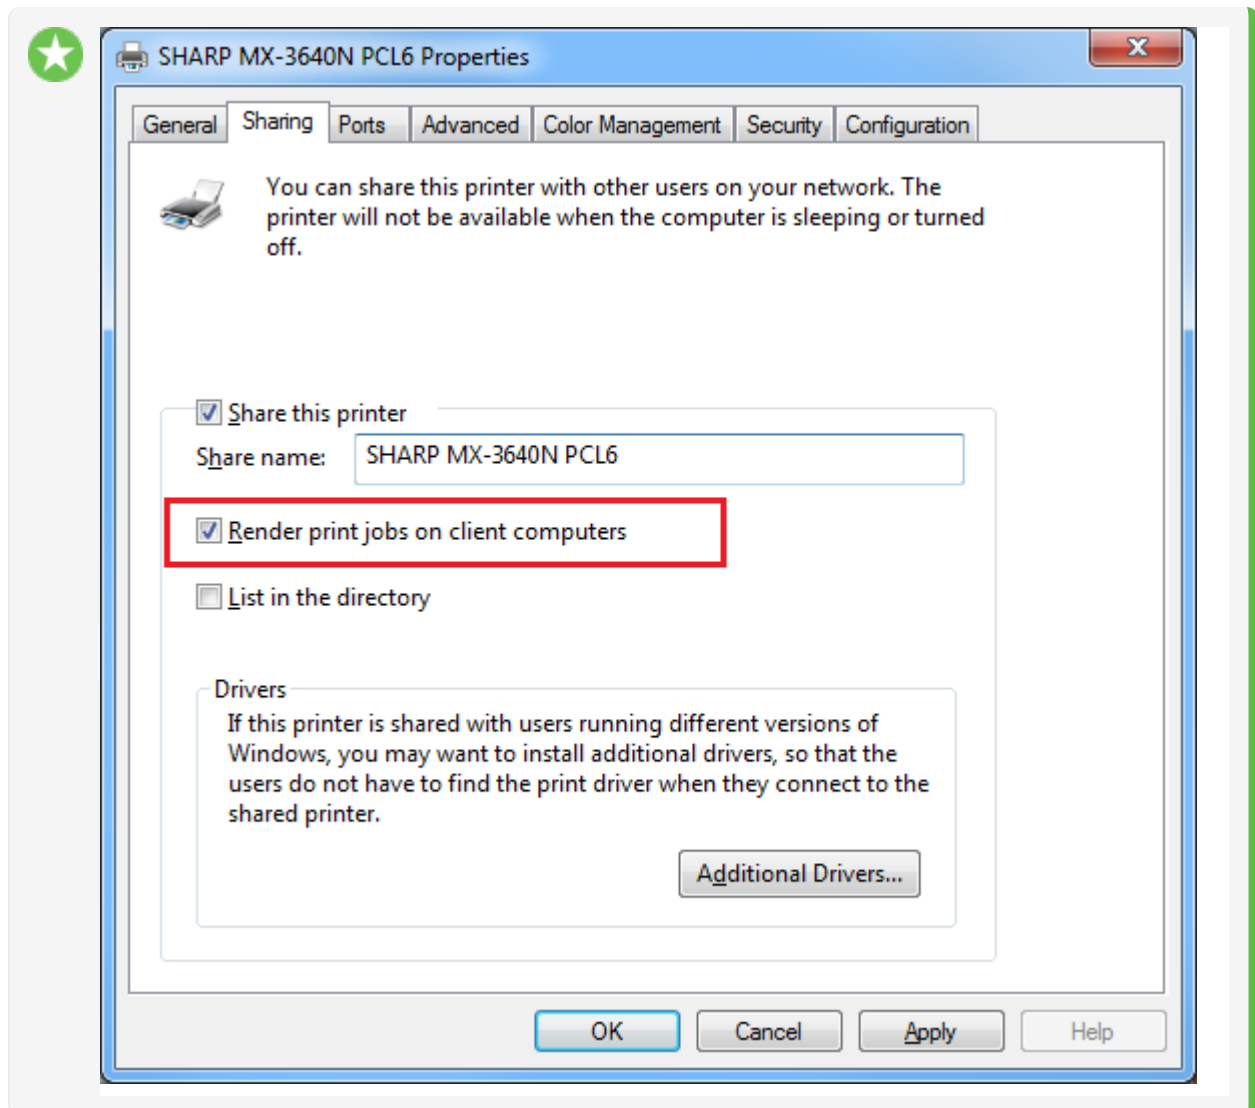 SHARP MX-3640N PCL6 Properties
General Sharing Ports Advanced Color Management Security Configuration
You can share this printer with other users on your network. The
printer will not be available when the computer is sleeping or turned
off.
Share this printer
Share name: SHARP MX-3640N PCL6
Render print jobs on client computers
List in the directory
Drivers
If this printer is shared with users running different versions of
Windows, you may want to install additional drivers, so that the
users do not have to find the print driver when they connect to the
shared printer.
Additional Drivers...
OK Cancel Apply Help